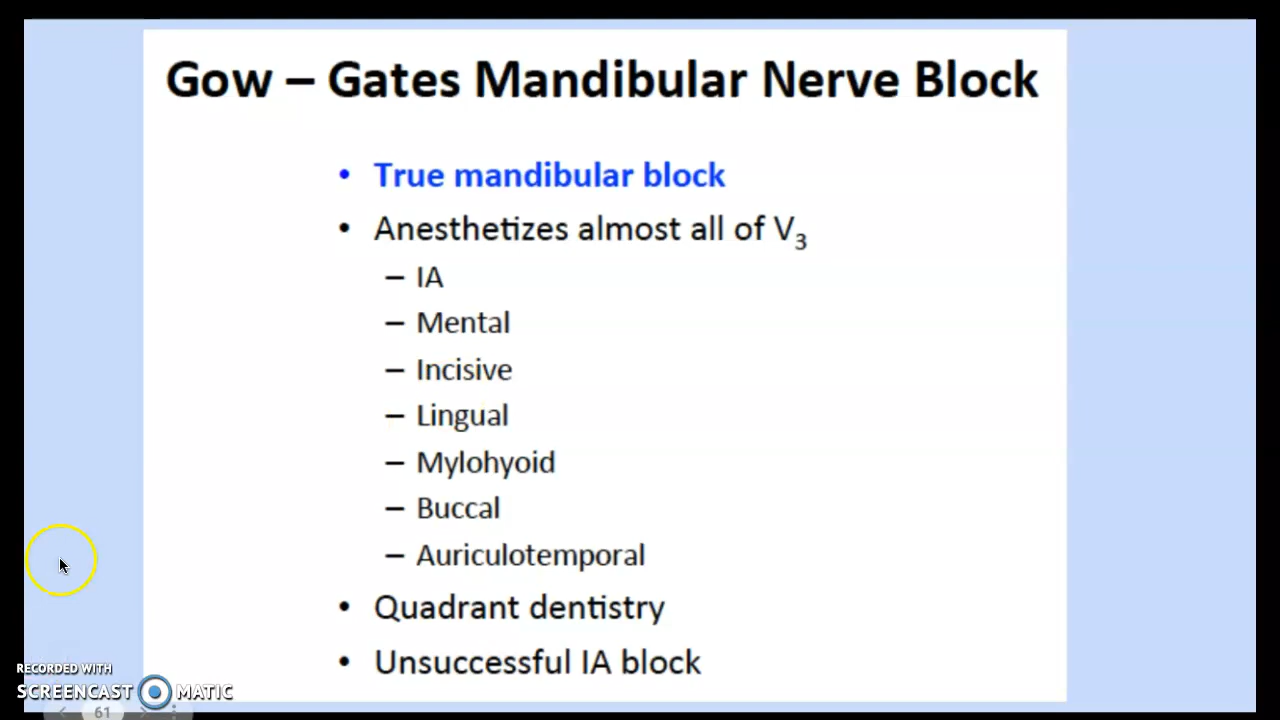 Gow – Gates Mandibular Nerve Block
• True mandibular block
• Anesthetizes almost all of V₃
– IA
– Mental
– Incisive
– Lingual
– Mylohyoid
– Buccal
– Auriculotemporal
• Quadrant dentistry
• Unsuccessful IA block
RECORDED WITH
SCREENCAST MATIC
61